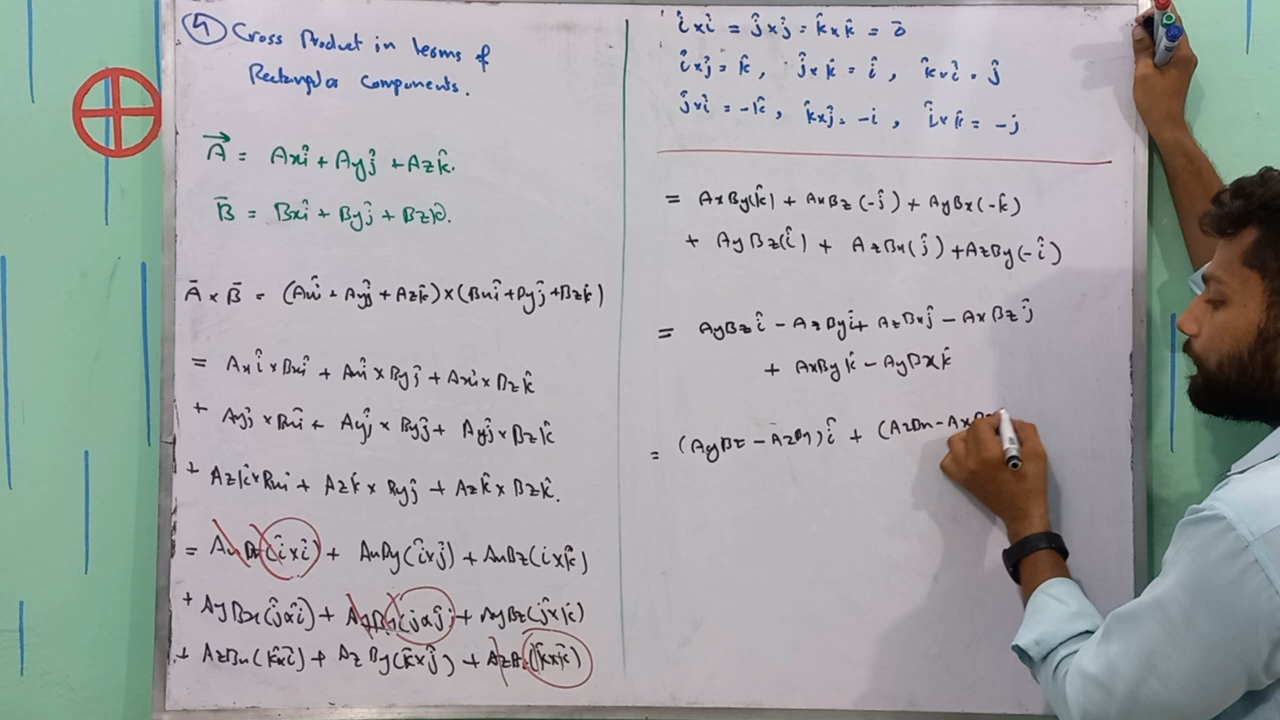 ④ Cross Product in terms of
Rectangular Components.
A⃗ = Axî + Ayĵ + Azk̂.
B̄ = Bxî + Byĵ + Bzk̂.
Ā × B̄ = (Axî + Ayĵ + Azk̂) × (Bxî + Byĵ + Bzk̂)
= Axî × Bxî + Axî × Byĵ + Axî × Bzk̂
+ Ayĵ × Bxî + Ayĵ × Byĵ + Ayĵ × Bzk̂
+ Azk̂ × Bxî + Azk̂ × Byĵ + Azk̂ × Bzk̂.
= AxBx(î×î) + AxBy(î×ĵ) + AxBz(i×k̂)
+ AyBx(ĵ×î) + AyBy(ĵ×ĵ) + AyBz(ĵ×k̂)
+ AzBx(k̂×î) + AzBy(k̂×ĵ) + AzBz(k̂×k̂)
î×î = ĵ×ĵ = k̂×k̂ = 0̄
î×ĵ = k̂, ĵ×k̂ = î, k̂×î = ĵ
ĵ×î = -k̂, k̂×ĵ = -i, î×k̂ = -j
= AxBy(k̂) + AxBz(-ĵ) + AyBx(-k̂)
+ AyBz(î) + AzBx(ĵ) + AzBy(-î)
= AyBzî - AzByî + AzBxĵ - AxBzĵ
+ AxByk̂ - AyBxk̂
= (AyBz - AzBy)î + (AzBx - AxB